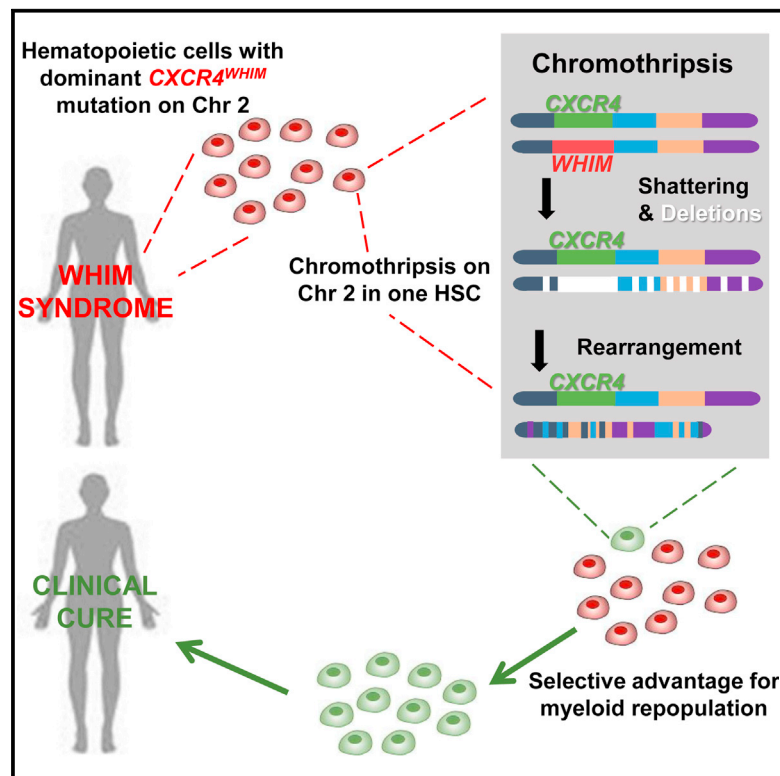 Hematopoietic cells with
dominant CXCR4WHIM
mutation on Chr 2
WHIM
SYNDROME
Chromothripsis on
Chr 2 in one HSC
Chromothripsis
CXCR4
WHIM
Shattering
& Deletions
CXCR4
Rearrangement
CXCR4
Selective advantage for
myeloid repopulation
CLINICAL
CURE